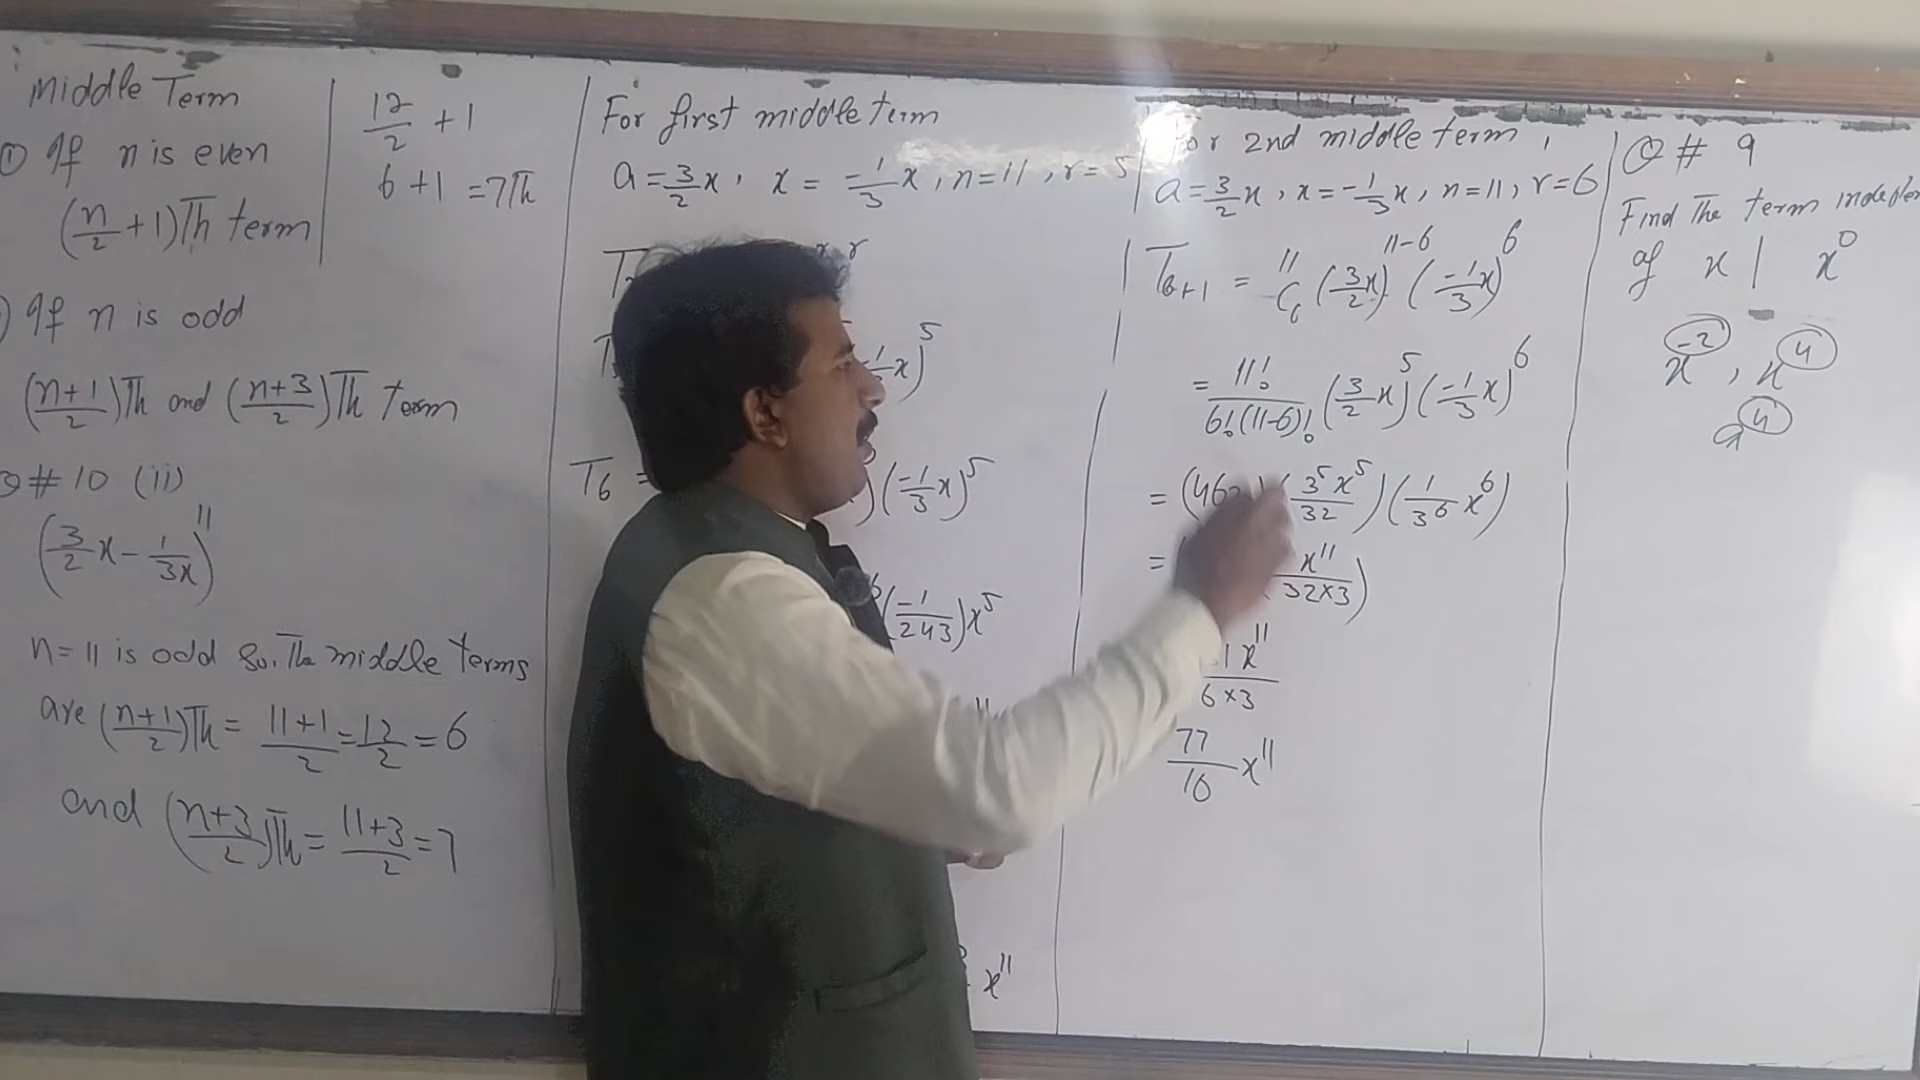 Middle Term
① If n is even
(n/2 + 1)Th term
12/2 + 1
6 + 1 = 7Th
) If n is odd
(n+1/2)Th and (n+3/2)Th term
Q # 10 (ii)
(3/2 x - 1/3x)^11
n = 11 is odd So. The middle terms
are (n+1/2)Th = 11+1/2 = 12/2 = 6
and (n+3/2)Th = 11+3/2 = 7
For first middle term
a = 3/2 x, x = -1/3 x, n = 11, r = 5
x)^5
T6 = )(-1/3 x)^5
(-1/243)x^5
x^11
For 2nd middle term,
a = 3/2 x, x = -1/3 x, n = 11, r = 6
T6+1 = 11C6 (3/2 x)^11-6 (-1/3 x)^6
= 11!/6!(11-6)! (3/2 x)^5 (-1/3 x)^6
= (462)(3^5 x^5/32)(1/3^6 x^6)
= x^11/32×3)
1 x^11/6×3
77/16 x^11
Q # 9
Find The term indepen
of x | x^0
x^-2, x^4
a^4